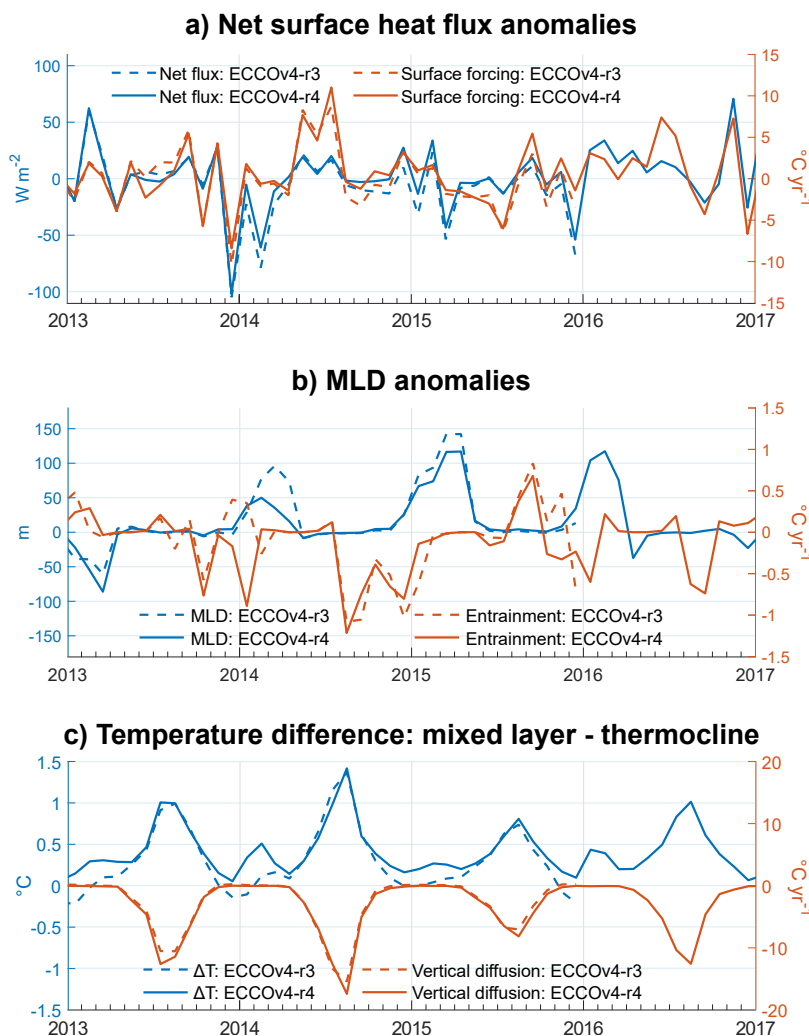 a) Net surface heat flux anomalies
100
50
0
-50
-100
W m-2
15
10
5
0
-5
-10
-15
°C yr-1
Net flux: ECCOv4-r3
Surface forcing: ECCOv4-r3
Net flux: ECCOv4-r4
Surface forcing: ECCOv4-r4
2013 2014 2015 2016 2017
b) MLD anomalies
150
100
50
0
-50
-100
-150
m
1.5
1
0.5
0
-0.5
-1
-1.5
°C yr-1
MLD: ECCOv4-r3
Entrainment: ECCOv4-r3
MLD: ECCOv4-r4
Entrainment: ECCOv4-r4
2013 2014 2015 2016 2017
c) Temperature difference: mixed layer - thermocline
1.5
1
0.5
0
-0.5
-1
-1.5
°C
20
10
0
-10
-20
°C yr-1
ΔT: ECCOv4-r3
Vertical diffusion: ECCOv4-r3
ΔT: ECCOv4-r4
Vertical diffusion: ECCOv4-r4
2013 2014 2015 2016 2017